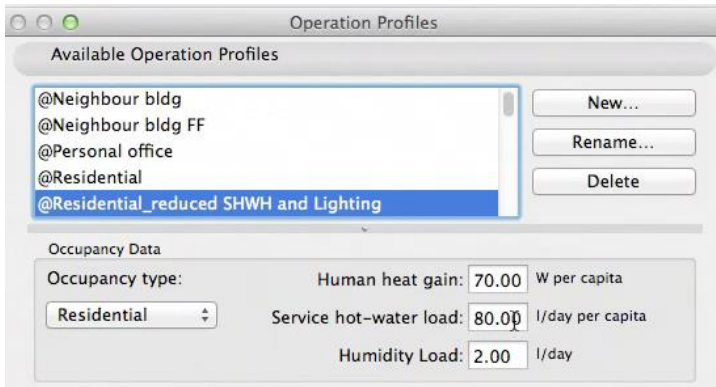 Operation Profiles
Available Operation Profiles
@Neighbour bldg
@Neighbour bldg FF
@Personal office
@Residential
@Residential_reduced SHWH and Lighting
New...
Rename...
Delete
Occupancy Data
Occupancy type:
Residential
Human heat gain: 70.00 W per capita
Service hot-water load: 80.00 l/day per capita
Humidity Load: 2.00 l/day